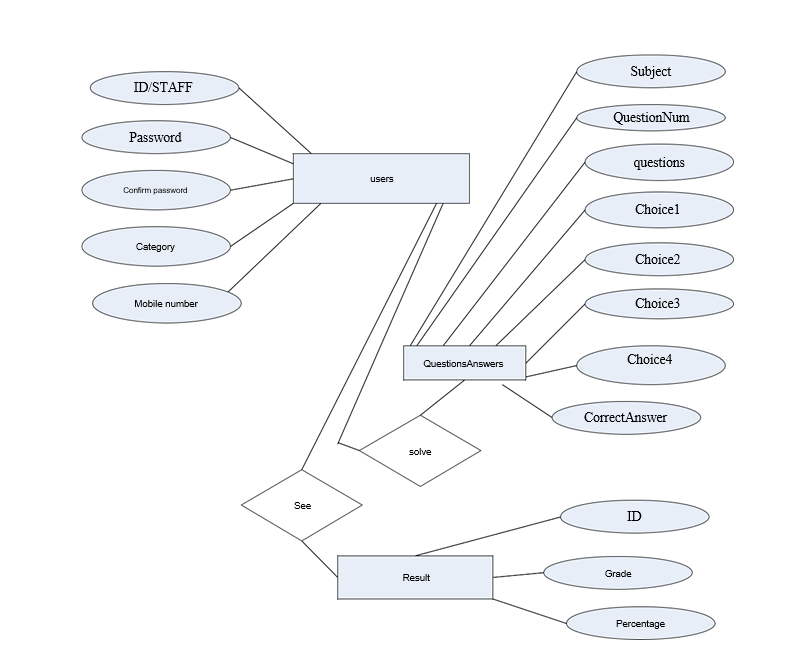 ID/STAFF
Password
Confirm password
Category
Mobile number
users
Subject
QuestionNum
questions
Choice1
Choice2
Choice3
Choice4
CorrectAnswer
QuestionsAnswers
solve
See
Result
ID
Grade
Percentage